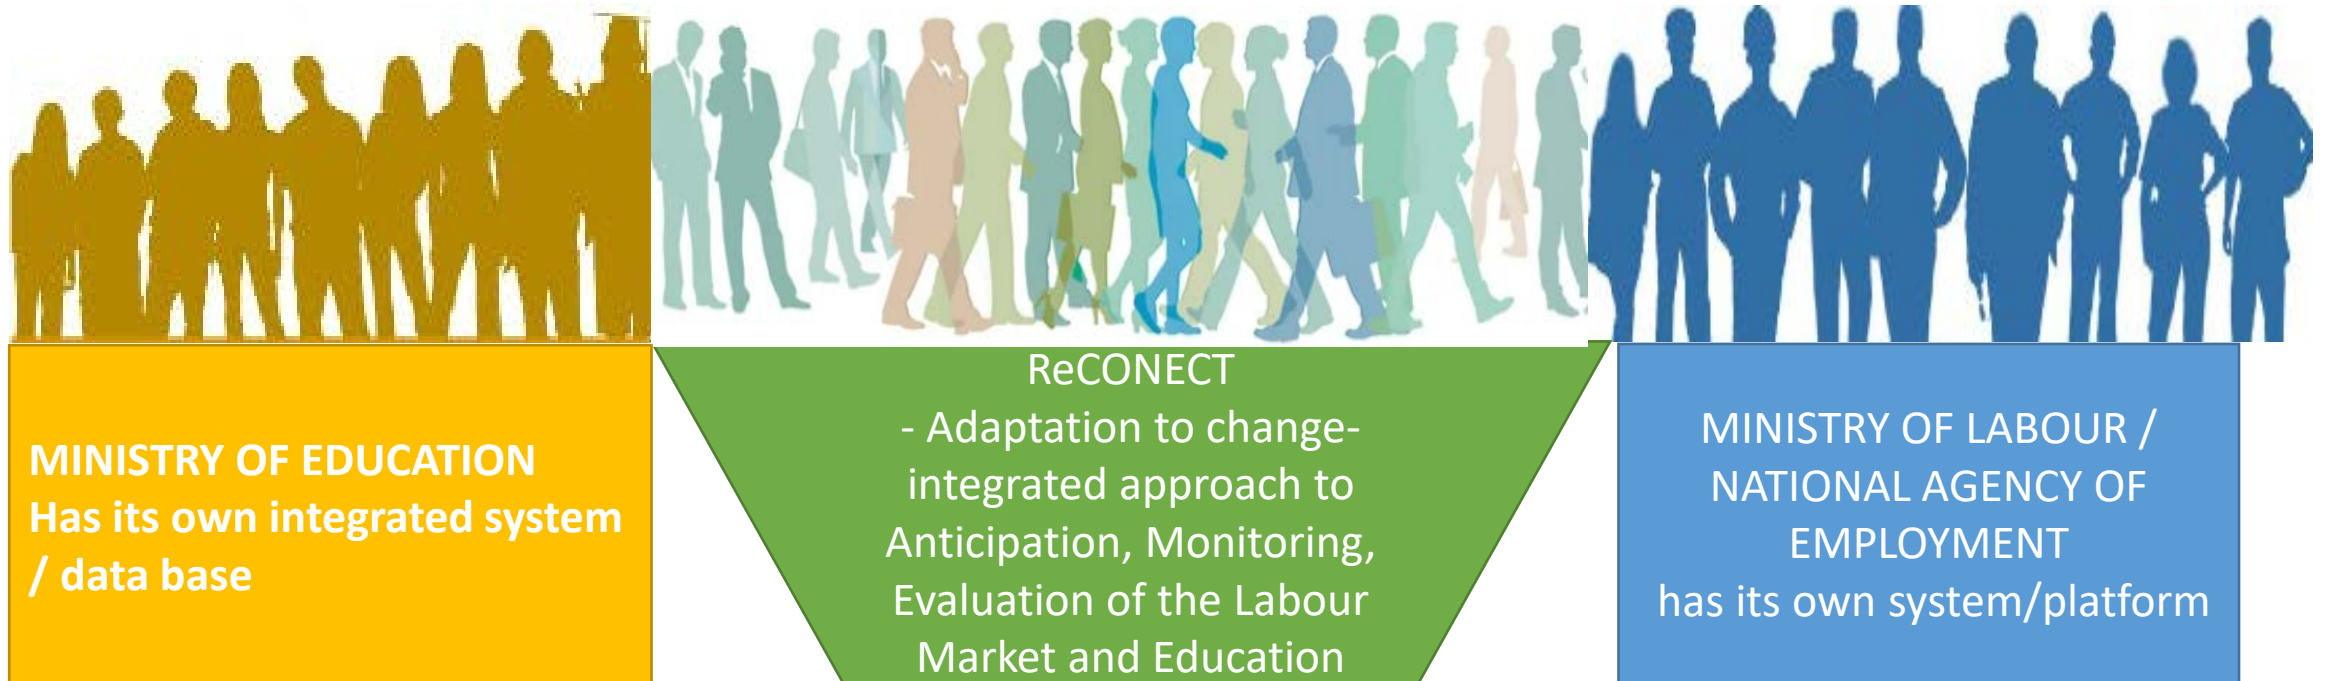 MINISTRY OF EDUCATION
Has its own integrated system
/ data base
ReCONECT
- Adaptation to change-
integrated approach to
Anticipation, Monitoring,
Evaluation of the Labour
Market and Education
MINISTRY OF LABOUR /
NATIONAL AGENCY OF
EMPLOYMENT
has its own system/platform